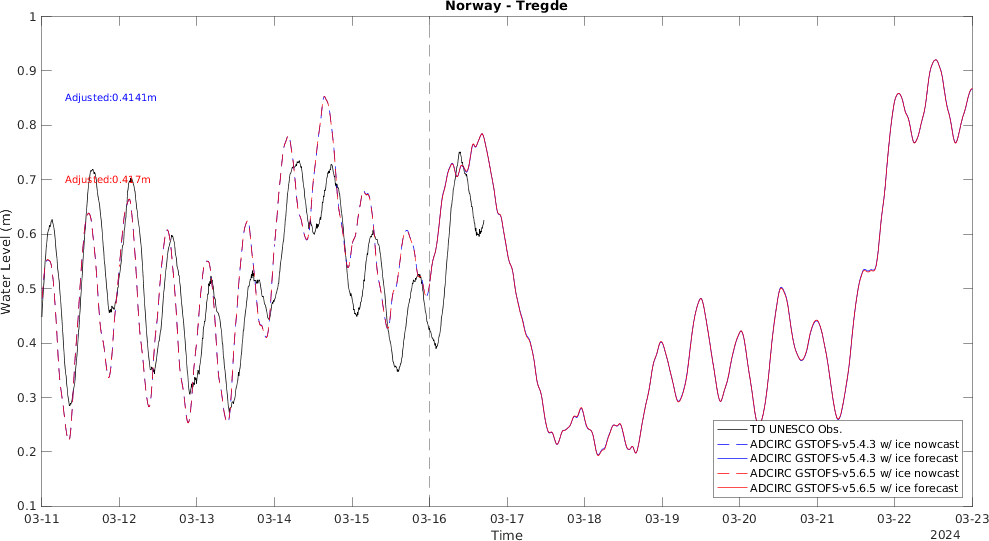 Norway - Tregde
1
0.9
0.8
0.7
0.6
0.5
0.4
0.3
0.2
0.1
Water Level (m)
Adjusted:0.4141m
Adjusted:0.417m
TD UNESCO Obs.
ADCIRC GSTOFS-v5.4.3 w/ ice nowcast
ADCIRC GSTOFS-v5.4.3 w/ ice forecast
ADCIRC GSTOFS-v5.6.5 w/ ice nowcast
ADCIRC GSTOFS-v5.6.5 w/ ice forecast
03-11 03-12 03-13 03-14 03-15 03-16 03-17 03-18 03-19 03-20 03-21 03-22 03-23
Time
2024